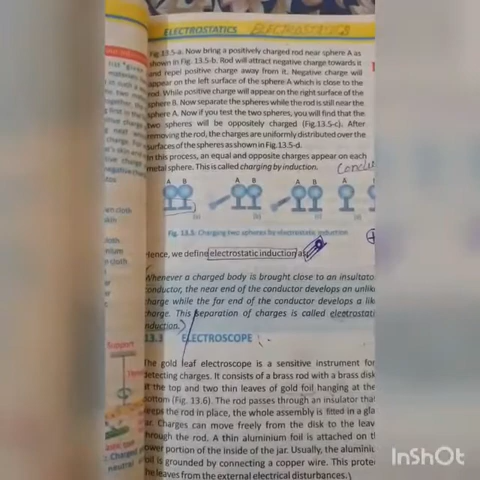 ELECTROSTATICS ELECTROSTATICS
Fig.13.5-a. Now bring a positively charged rod near sphere A as
shown in Fig.13.5-b. Rod will attract negative charge towards it
and repel positive charge away from it. Negative charge will
appear on the left surface of the sphere A which is close to the
rod. While positive charge will appear on the right surface of the
sphere B. Now separate the spheres while the rod is still near the
sphere A. Now if you test the two spheres, you will find that the
two spheres will be oppositely charged (Fig.13.5-c). After
removing the rod, the charges are uniformly distributed over the
surfaces of the spheres as shown in Fig.13.5-d.
In this process, an equal and opposite charges appear on each
metal sphere. This is called charging by induction.
A B A B A B A
(a) (b) (c) (d)
Fig. 13.5: Charging two spheres by electrostatic induction
Hence, we define electrostatic induction as
Whenever a charged body is brought close to an insulated
conductor, the near end of the conductor develops an unlik
charge while the far end of the conductor develops a lik
charge. This separation of charges is called electrostati
induction.
13.3 ELECTROSCOPE
The gold leaf electroscope is a sensitive instrument for
detecting charges. It consists of a brass rod with a brass disk
at the top and two thin leaves of gold foil hanging at the
bottom (Fig. 13.6). The rod passes through an insulator tha
keeps the rod in place, the whole assembly is fitted in a gla
jar. Charges can move freely from the disk to the leav
through the rod. A thin aluminium foil is attached on th
lower portion of the inside of the jar. Usually, the aluminiu
foil is grounded by connecting a copper wire. This prote
the leaves from the external electrical disturbances.
InShOt